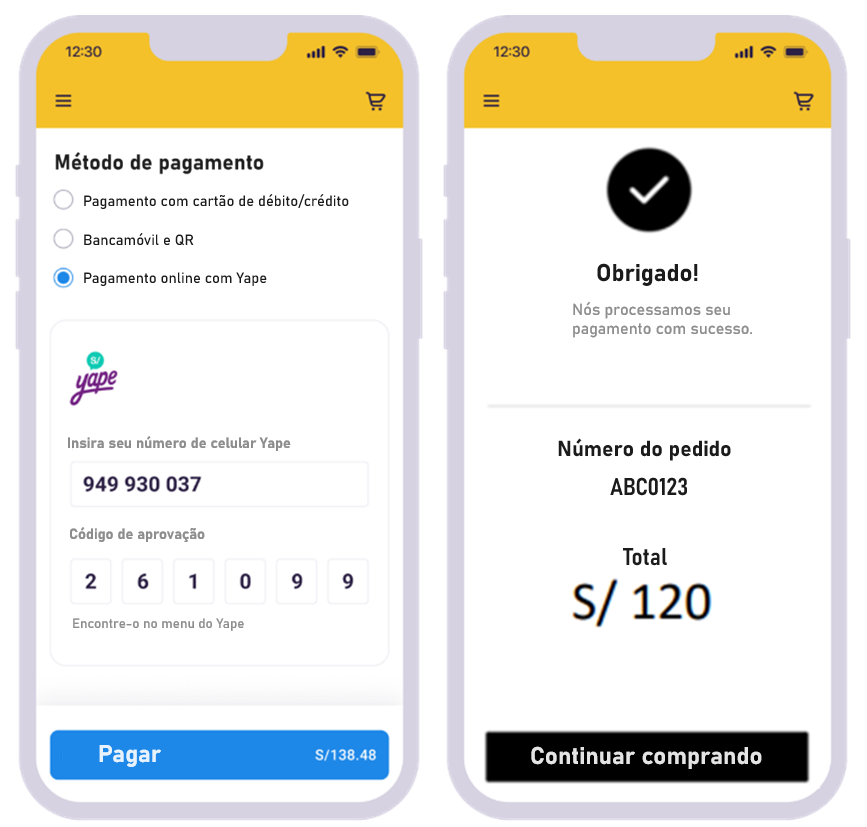 12:30
Método de pagamento
Pagamento com cartão de débito/crédito
Bancamóvil e QR
Pagamento online com Yape
S/
yape
Insira seu número de celular Yape
949 930 037
Código de aprovação
2 6 1 0 9 9
Encontre-o no menu do Yape
Pagar S/138.48
12:30
Obrigado!
Nós processamos seu
pagamento com sucesso.
Número do pedido
ABC0123
Total
S/ 120
Continuar comprando